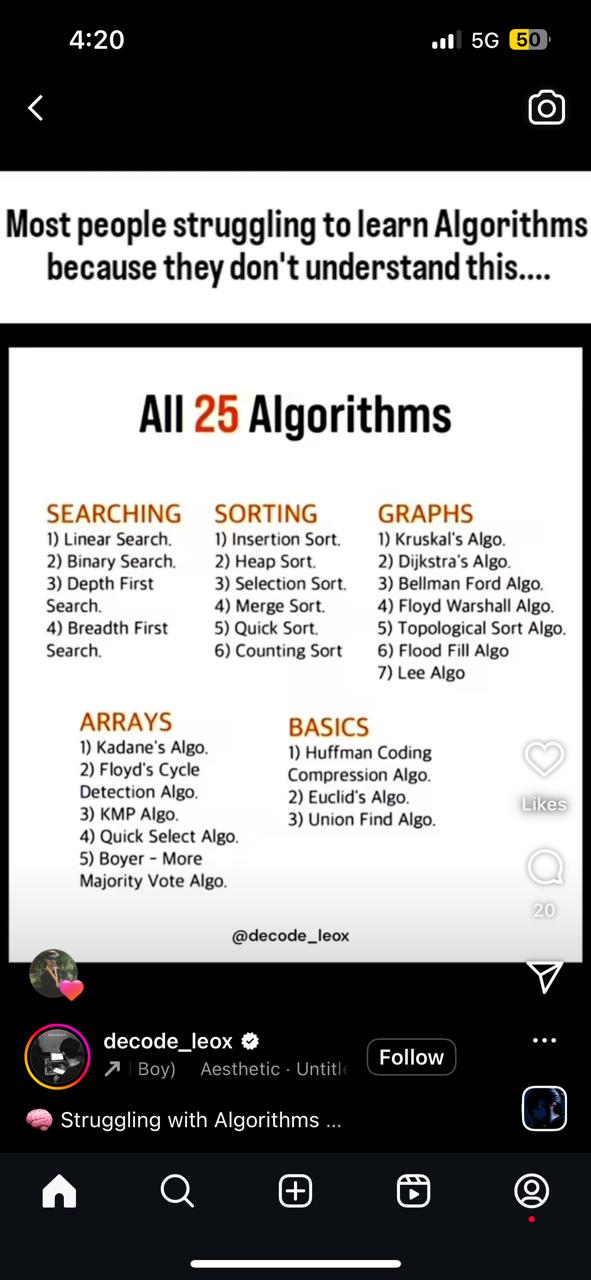 4:20
5G
50
Most people struggling to learn Algorithms
because they don't understand this....
All 25 Algorithms
SEARCHING
1) Linear Search.
2) Binary Search.
3) Depth First
Search.
4) Breadth First
Search.
SORTING
1) Insertion Sort.
2) Heap Sort.
3) Selection Sort.
4) Merge Sort.
5) Quick Sort.
6) Counting Sort
GRAPHS
1) Kruskal's Algo.
2) Dijkstra's Algo.
3) Bellman Ford Algo.
4) Floyd Warshall Algo.
5) Topological Sort Algo.
6) Flood Fill Algo
7) Lee Algo
ARRAYS
1) Kadane's Algo.
2) Floyd's Cycle
Detection Algo.
3) KMP Algo.
4) Quick Select Algo.
5) Boyer - More
Majority Vote Algo.
BASICS
1) Huffman Coding
Compression Algo.
2) Euclid's Algo.
3) Union Find Algo.
Likes
20
@decode_leox
decode_leox
Boy) Aesthetic · Untitle
Follow
🧠 Struggling with Algorithms ...